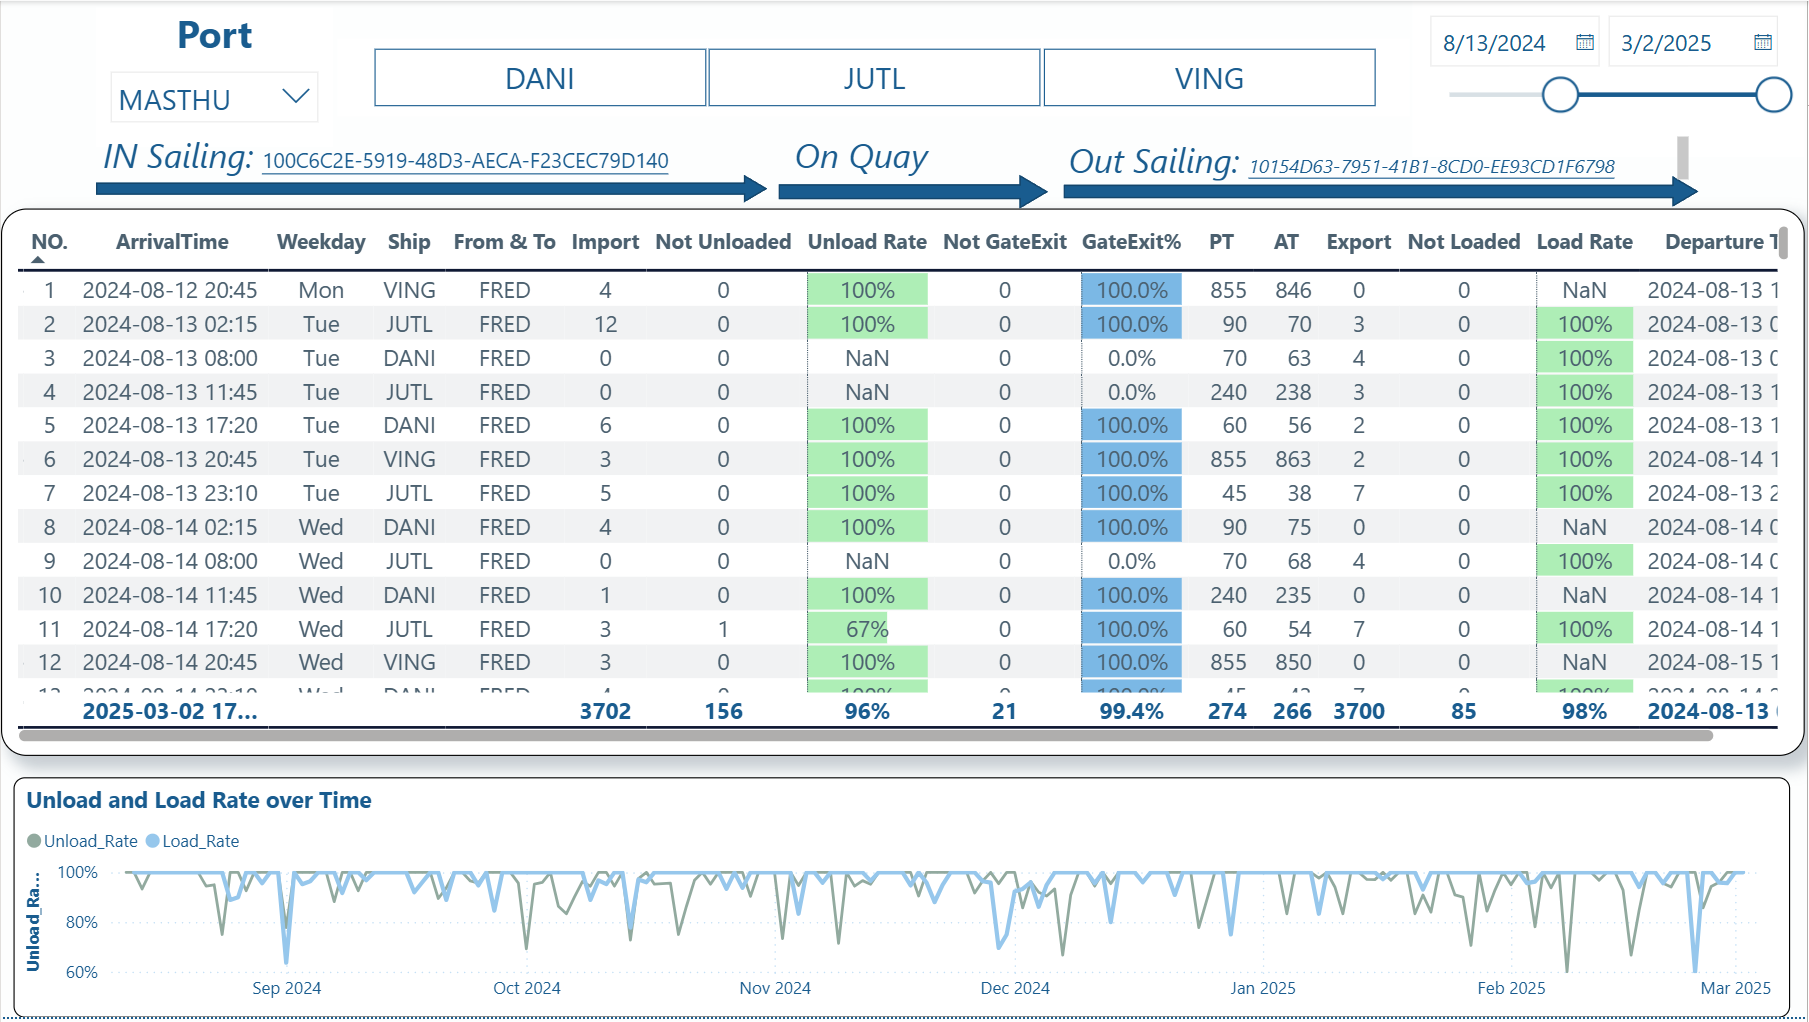 Port
8/13/2024 3/2/2025
DANI JUTL VING
MASTHU
IN Sailing: 100C6C2E-5919-48D3-AECA-F23CEC79D140 On Quay Out Sailing: 10154D63-7951-41B1-8CD0-EE93CD1F6798
NO. ArrivalTime Weekday Ship From & To Import Not Unloaded Unload Rate Not GateExit GateExit% PT AT Export Not Loaded Load Rate Departure T
1 2024-08-12 20:45 Mon VING FRED 4 0 100% 0 100.0% 855 846 0 0 NaN 2024-08-13 1
2 2024-08-13 02:15 Tue JUTL FRED 12 0 100% 0 100.0% 90 70 3 0 100% 2024-08-13 0
3 2024-08-13 08:00 Tue DANI FRED 0 0 NaN 0 0.0% 70 63 4 0 100% 2024-08-13 0
4 2024-08-13 11:45 Tue JUTL FRED 0 0 NaN 0 0.0% 240 238 3 0 100% 2024-08-13 1
5 2024-08-13 17:20 Tue DANI FRED 6 0 100% 0 100.0% 60 56 2 0 100% 2024-08-13 1
6 2024-08-13 20:45 Tue VING FRED 3 0 100% 0 100.0% 855 863 2 0 100% 2024-08-14 1
7 2024-08-13 23:10 Tue JUTL FRED 5 0 100% 0 100.0% 45 38 7 0 100% 2024-08-13 2
8 2024-08-14 02:15 Wed DANI FRED 4 0 100% 0 100.0% 90 75 0 0 NaN 2024-08-14 0
9 2024-08-14 08:00 Wed JUTL FRED 0 0 NaN 0 0.0% 70 68 4 0 100% 2024-08-14 0
10 2024-08-14 11:45 Wed DANI FRED 1 0 100% 0 100.0% 240 235 0 0 NaN 2024-08-14 1
11 2024-08-14 17:20 Wed JUTL FRED 3 1 67% 0 100.0% 60 54 7 0 100% 2024-08-14 1
12 2024-08-14 20:45 Wed VING FRED 3 0 100% 0 100.0% 855 850 0 0 NaN 2024-08-15 1
2025-03-02 17... 3702 156 96% 21 99.4% 274 266 3700 85 98% 2024-08-13
Unload and Load Rate over Time
Unload_Rate Load_Rate
Unload_Ra...
100%
80%
60%
Sep 2024 Oct 2024 Nov 2024 Dec 2024 Jan 2025 Feb 2025 Mar 2025